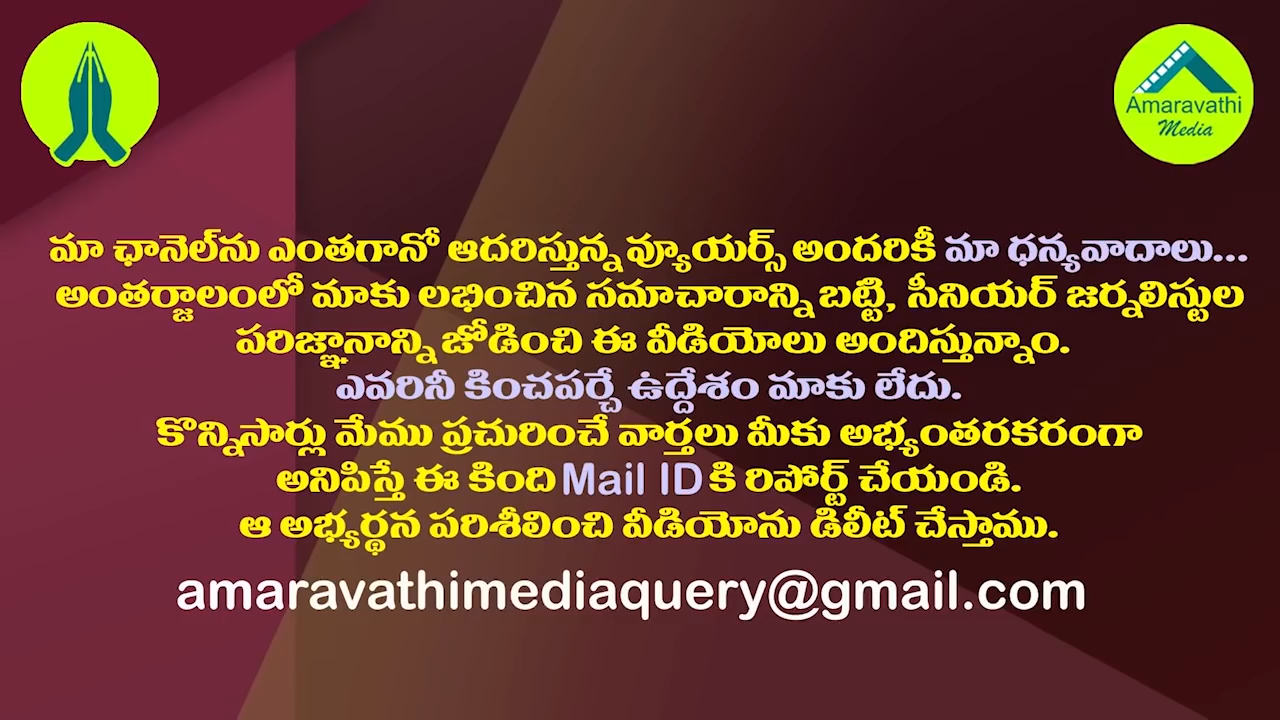 Amaravathi
Media
మా ఛానెల్‌ను ఎంతగానో ఆదరిస్తున్న వ్యూయర్స్ అందరికీ మా ధన్యవాదాలు...
అంతర్జాలంలో మాకు లభించిన సమాచారాన్ని బట్టి, సీనియర్ జర్నలిస్టుల
పరిజ్ఞానాన్ని జోడించి ఈ వీడియోలు అందిస్తున్నాం.
ఎవరినీ కించపర్చే ఉద్దేశం మాకు లేదు.
కొన్నిసార్లు మేము ప్రచురించే వార్తలు మీకు అభ్యంతరకరంగా
అనిపిస్తే ఈ కింది Mail ID కి రిపోర్ట్ చేయండి.
ఆ అభ్యర్థన పరిశీలించి వీడియోను డిలీట్ చేస్తాము.
amaravathimediaquery@gmail.com